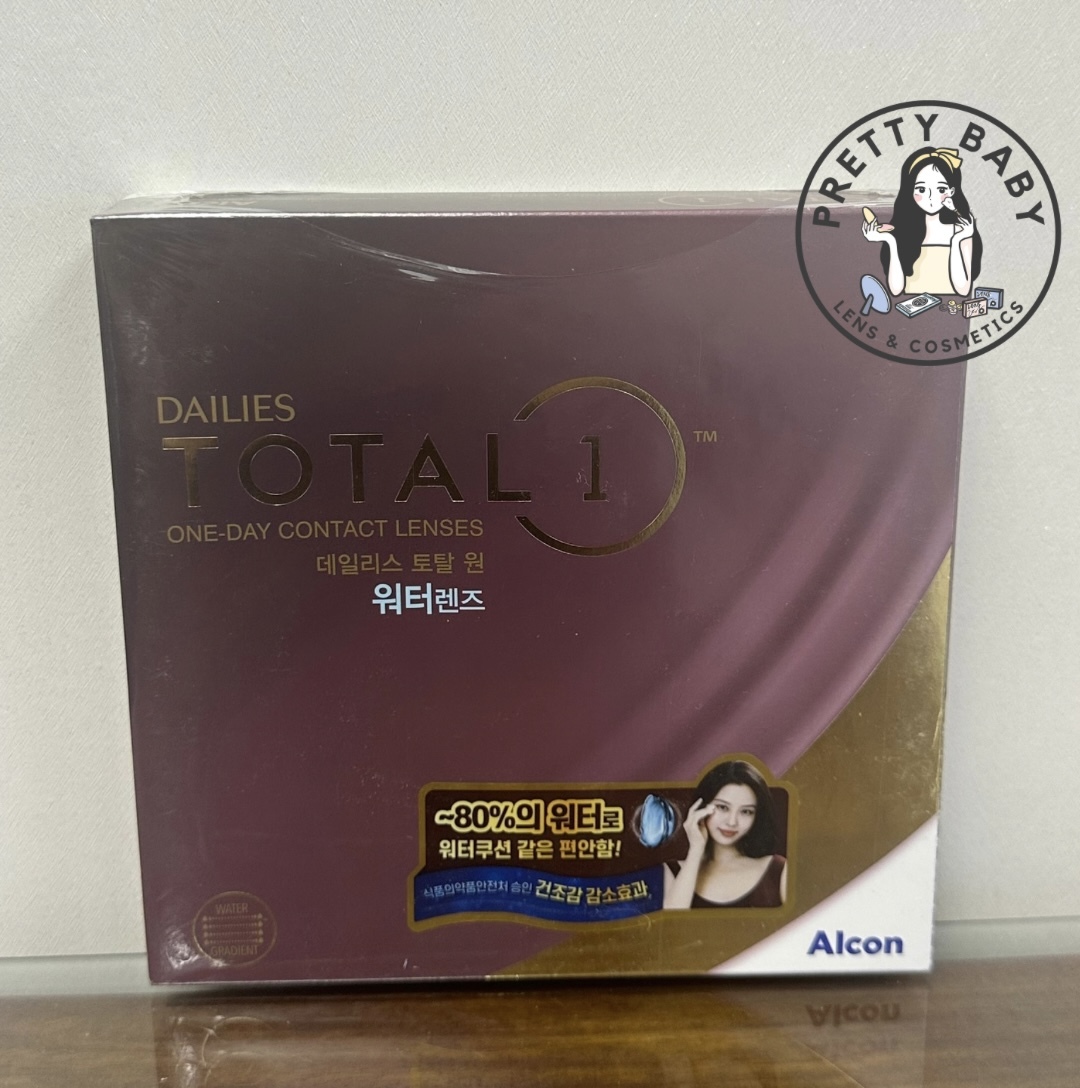 PRETTY BABY
LENS & COSMETICS
DAILIES
TOTAL 1™
ONE-DAY CONTACT LENSES
데일리스 토탈 원
워터렌즈
~80%의 워터로
워터쿠션 같은 편안함!
식품의약품안전처 승인 건조감 감소효과
WATER
GRADIENT
Alcon